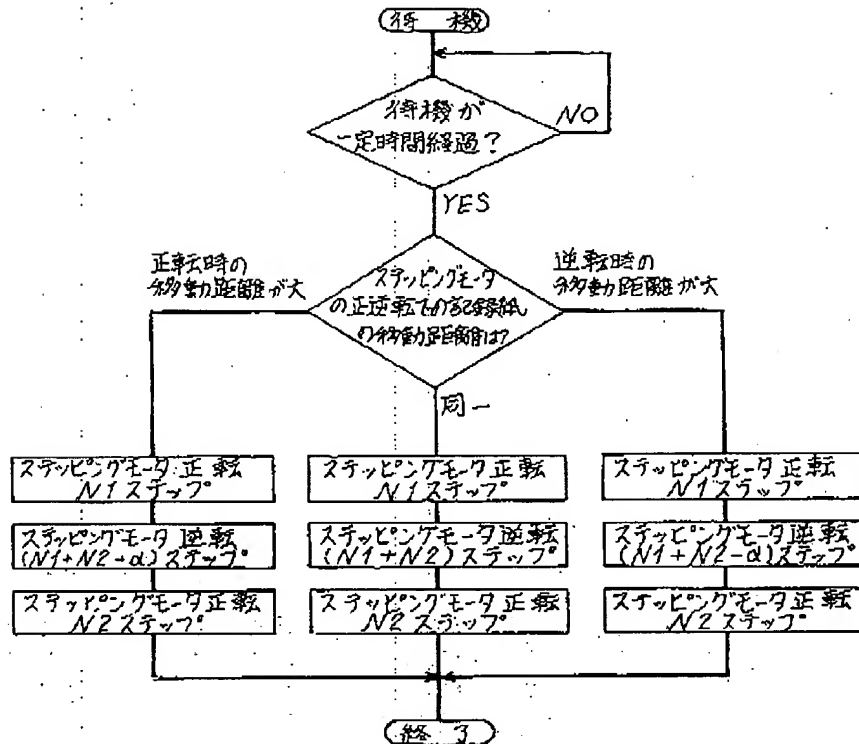 待 機
待機が
一定時間経過?
NO
YES
正転時の
移動距離が大
ステッピングモータ
の正逆転での記録紙
の移動距離は?
逆転時の
移動距離が大
同一
ステッピングモータ正転
N1ステップ
ステッピングモータ逆転
(N1+N2+α)ステップ
ステッピングモータ正転
N2ステップ
ステッピングモータ正転
N1ステップ
ステッピングモータ逆転
(N1+N2)ステップ
ステッピングモータ正転
N2ステップ
ステッピングモータ正転
N1ステップ
ステッピングモータ逆転
(N1+N2-α)ステップ
ステッピングモータ正転
N2ステップ
終 了